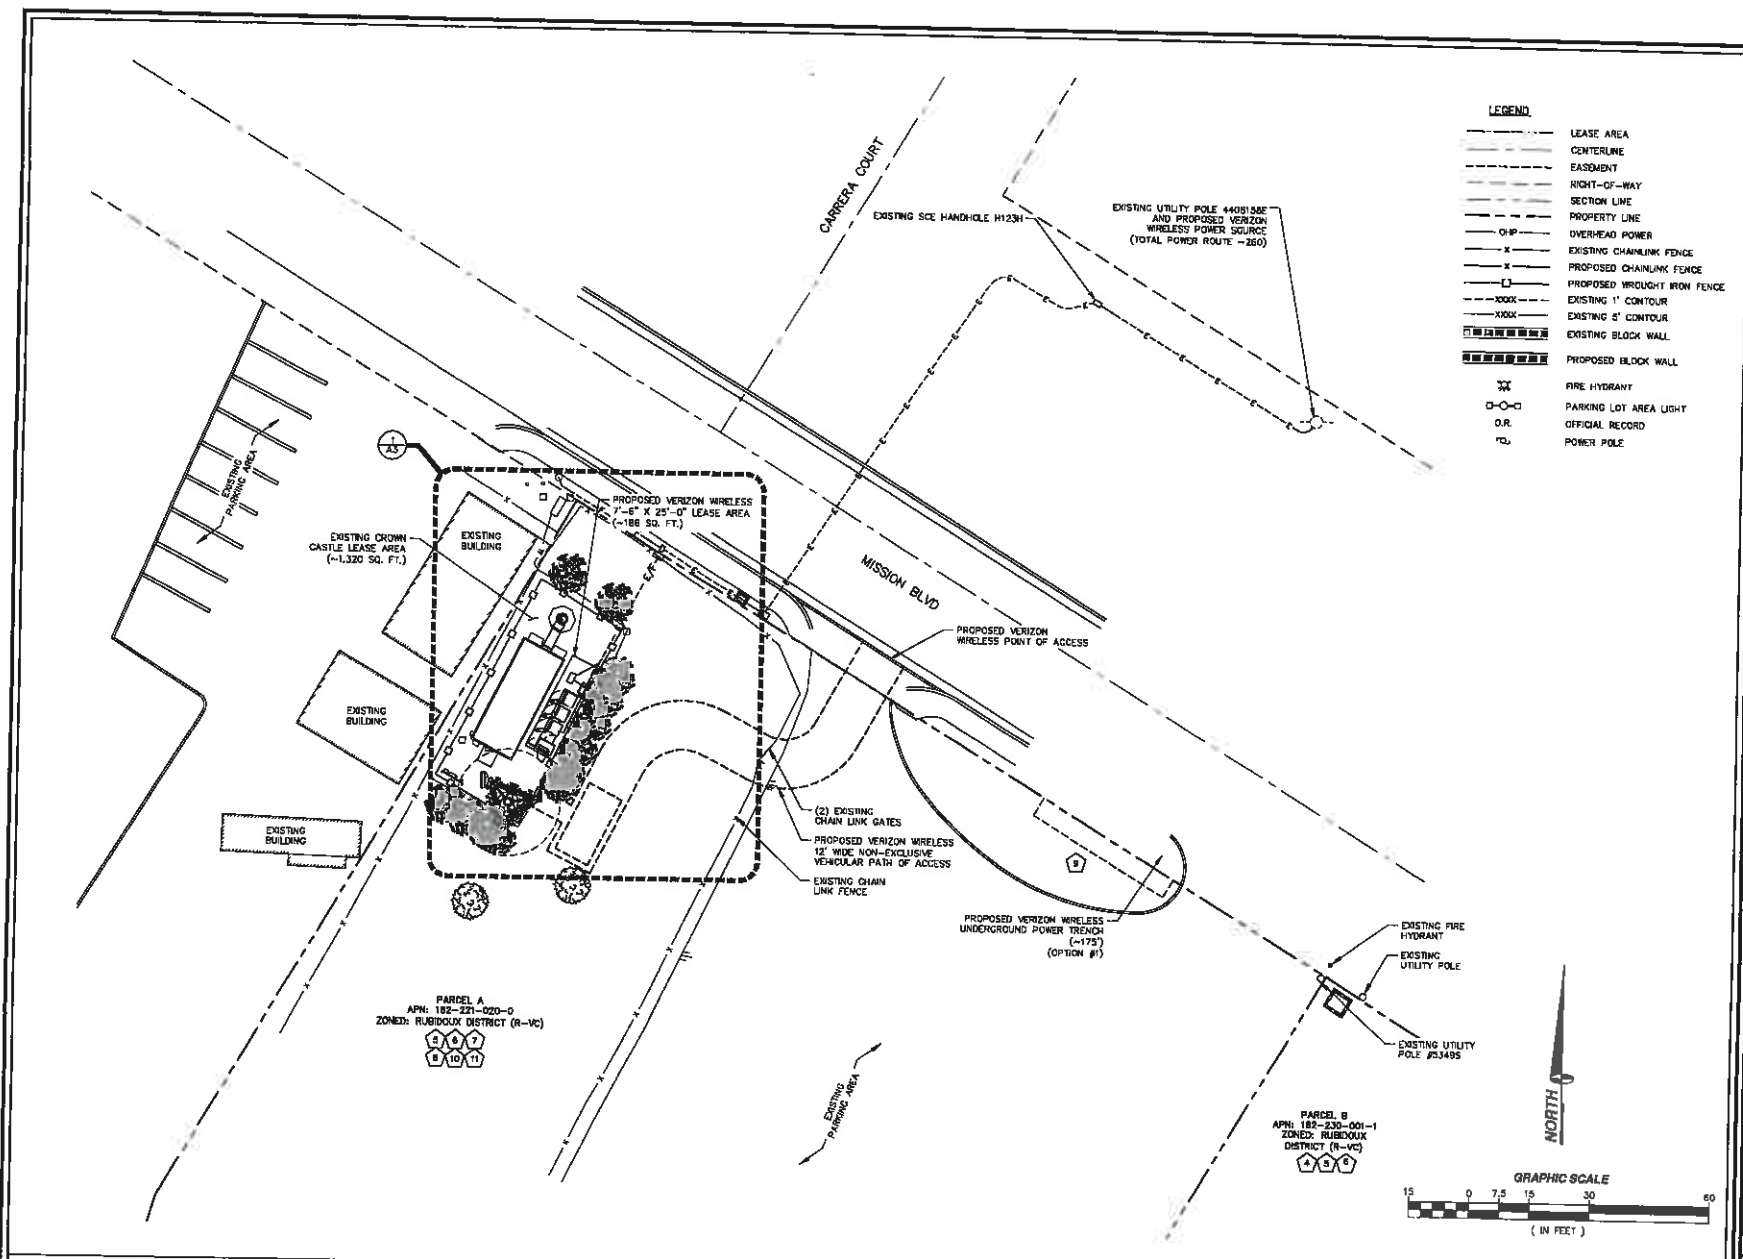 LEGEND
LEASE AREA
CENTERLINE
EASEMENT
RIGHT-OF-WAY
SECTION LINE
PROPERTY LINE
OHP
OVERHEAD POWER
X
EXISTING CHAINLINK FENCE
X
PROPOSED CHAINLINK FENCE
PROPOSED WROUGHT IRON FENCE
XXXX
EXISTING 1' CONTOUR
XXXX
EXISTING 5' CONTOUR
EXISTING BLOCK WALL
PROPOSED BLOCK WALL
FIRE HYDRANT
PARKING LOT AREA LIGHT
O.R.
OFFICIAL RECORD
POWER POLE
CARRERA COURT
EXISTING SCE HANDHOLE H123H
EXISTING UTILITY POLE
AND PROPOSED VERIZON
WIRELESS POWER SOURCE
(TOTAL POWER ROUTE ~260)
1
A3
EXISTING
PARKING AREA
PROPOSED VERIZON WIRELESS
7'-6" X 25'-0" LEASE AREA
(~188 SQ. FT.)
EXISTING CROWN
CASTLE LEASE AREA
(~1,320 SQ. FT.)
EXISTING
BUILDING
E/F
MISSION BLVD
PROPOSED VERIZON
WIRELESS POINT OF ACCESS
EXISTING
BUILDING
EXISTING
BUILDING
(2) EXISTING
CHAIN LINK GATES
PROPOSED VERIZON WIRELESS
12' WIDE NON-EXCLUSIVE
VEHICULAR PATH OF ACCESS
EXISTING CHAIN
LINK FENCE
9
PROPOSED VERIZON WIRELESS
UNDERGROUND POWER TRENCH
(~175')
(OPTION #1)
EXISTING FIRE
HYDRANT
EXISTING
UTILITY POLE
EXISTING UTILITY
POLE #5349S
PARCEL A
APN: 182-221-020-0
ZONED: RUBIDOUX DISTRICT (R-VC)
5 6 7
8 10 11
EXISTING
PARKING AREA
PARCEL B
APN: 182-230-001-1
ZONED: RUBIDOUX
DISTRICT (R-VC)
4 5 6
NORTH
GRAPHIC SCALE
15 0 7.5 15 30 60
( IN FEET )